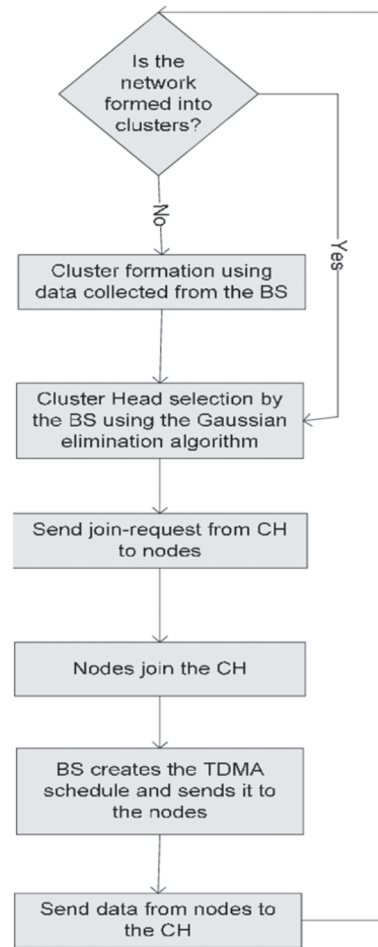 Is the
network
formed into
clusters?
No
Yes
Cluster formation using
data collected from the BS
Cluster Head selection by
the BS using the Gaussian
elimination algorithm
Send join-request from CH
to nodes
Nodes join the CH
BS creates the TDMA
schedule and sends it to
the nodes
Send data from nodes to
the CH